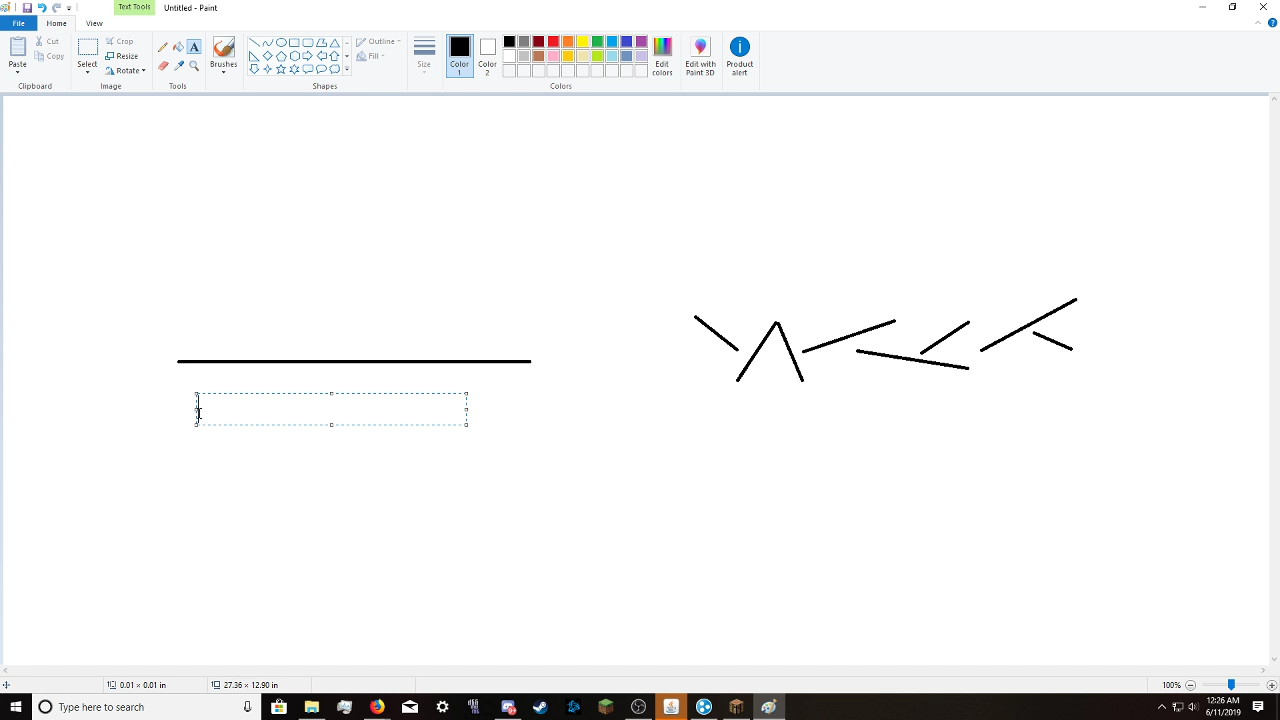 Text Tools Untitled - Paint
File Home View
Paste Cut Copy Clipboard
Select Crop Resize Rotate Image
A Tools
Brushes
Shapes Outline Fill
Size
Color 1 Color 2 Edit colors Colors
Edit with Paint 3D
Product alert
0.01 × 0.01 in 27.36 × 12.90 in 100%
Type here to search 12:26 AM
6/11/2019